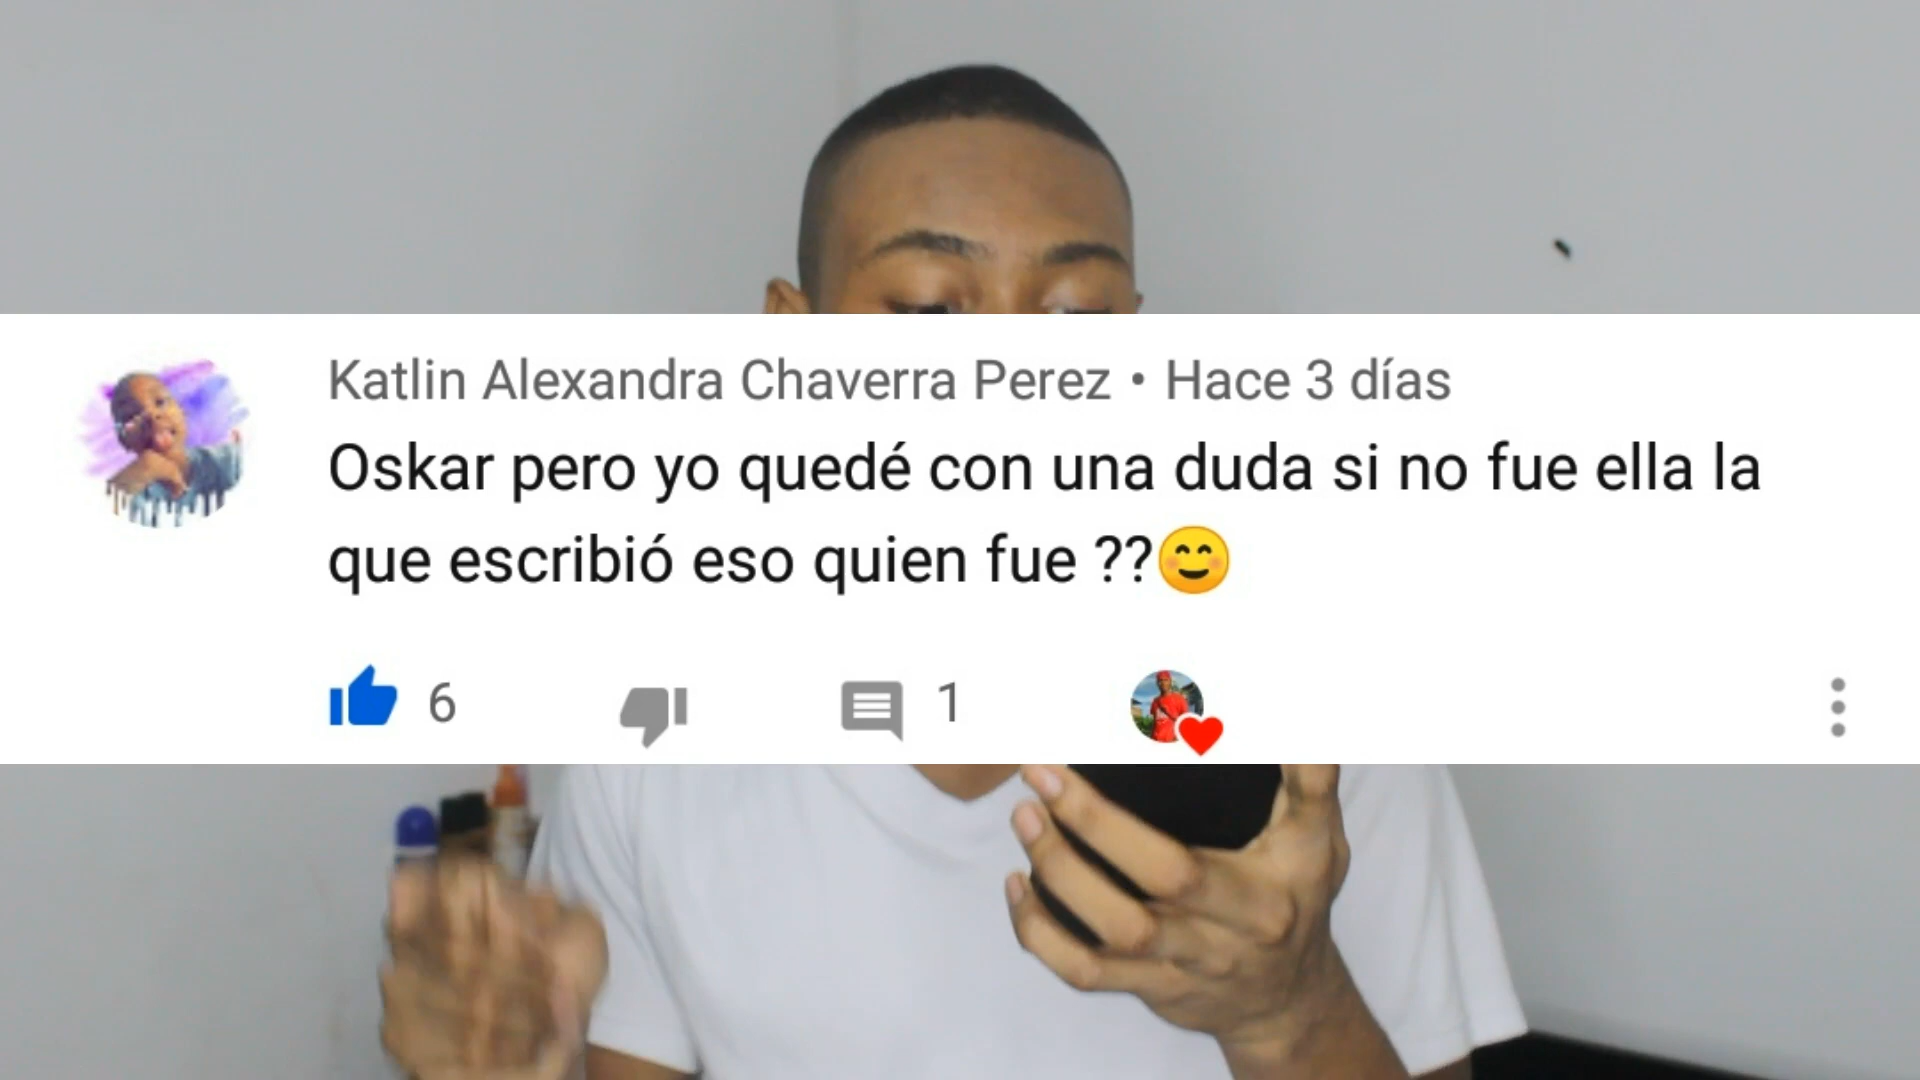 Katlin Alexandra Chaverra Perez • Hace 3 días
Oskar pero yo quedé con una duda si no fue ella la
que escribió eso quien fue ??😊
6
1